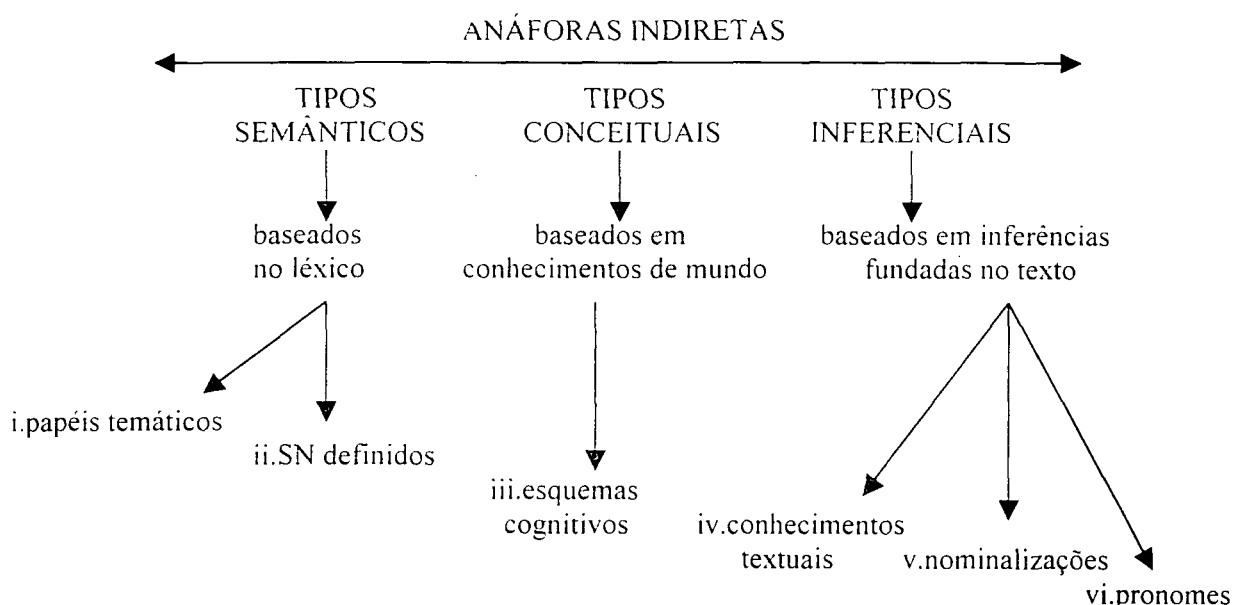 ANÁFORAS INDIRETAS
TIPOS
SEMÂNTICOS
TIPOS
CONCEITUAIS
TIPOS
INFERENCIAIS
baseados
no léxico
baseados em
conhecimentos de mundo
baseados em inferências
fundadas no texto
i.papéis temáticos
ii.SN definidos
iii.esquemas
cognitivos
iv.conhecimentos
textuais
v.nominalizações
vi.pronomes